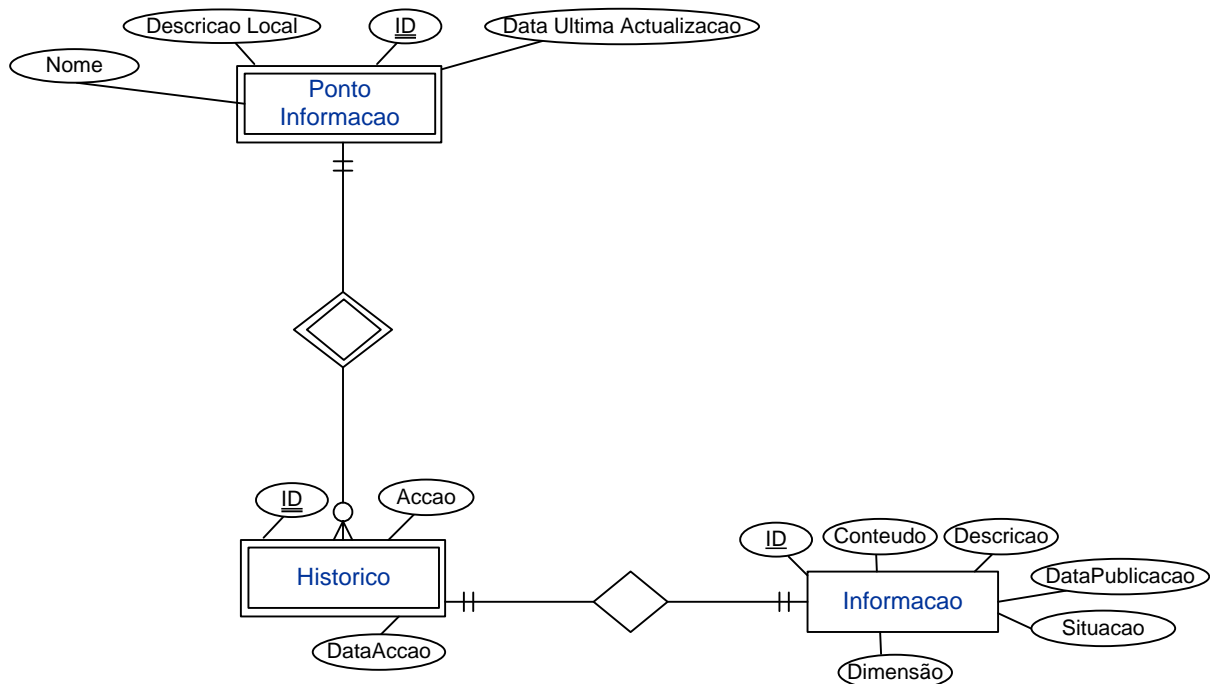 Descricao Local
ID
Data Ultima Actualizacao
Nome
Ponto
Informacao
ID
Accao
Historico
DataAccao
ID
Conteudo
Descricao
DataPublicacao
Informacao
Situacao
Dimensão